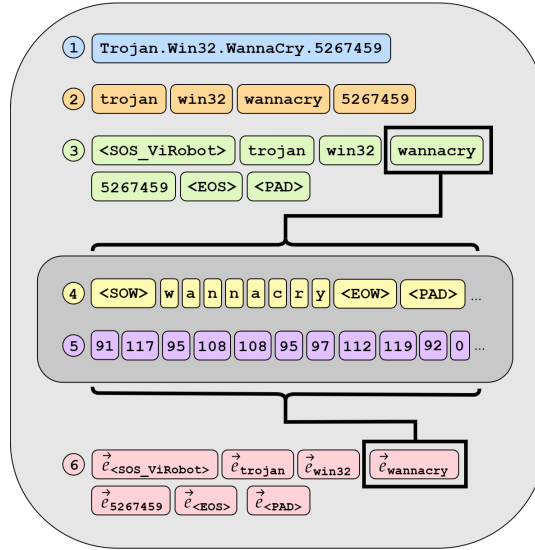 1 Trojan.Win32.WannaCry.5267459
2 trojan win32 wannacry 5267459
3 <SOS_ViRobot> trojan win32 wannacry
5267459 <EOS> <PAD>
4 <SOW> w a n n a c r y <EOW> <PAD> ...
5 91 117 95 108 108 95 97 112 119 92 0 ...
6 e<SOS_ViRobot> etrojan ewin32 ewannacry
e5267459 e<EOS> e<PAD>